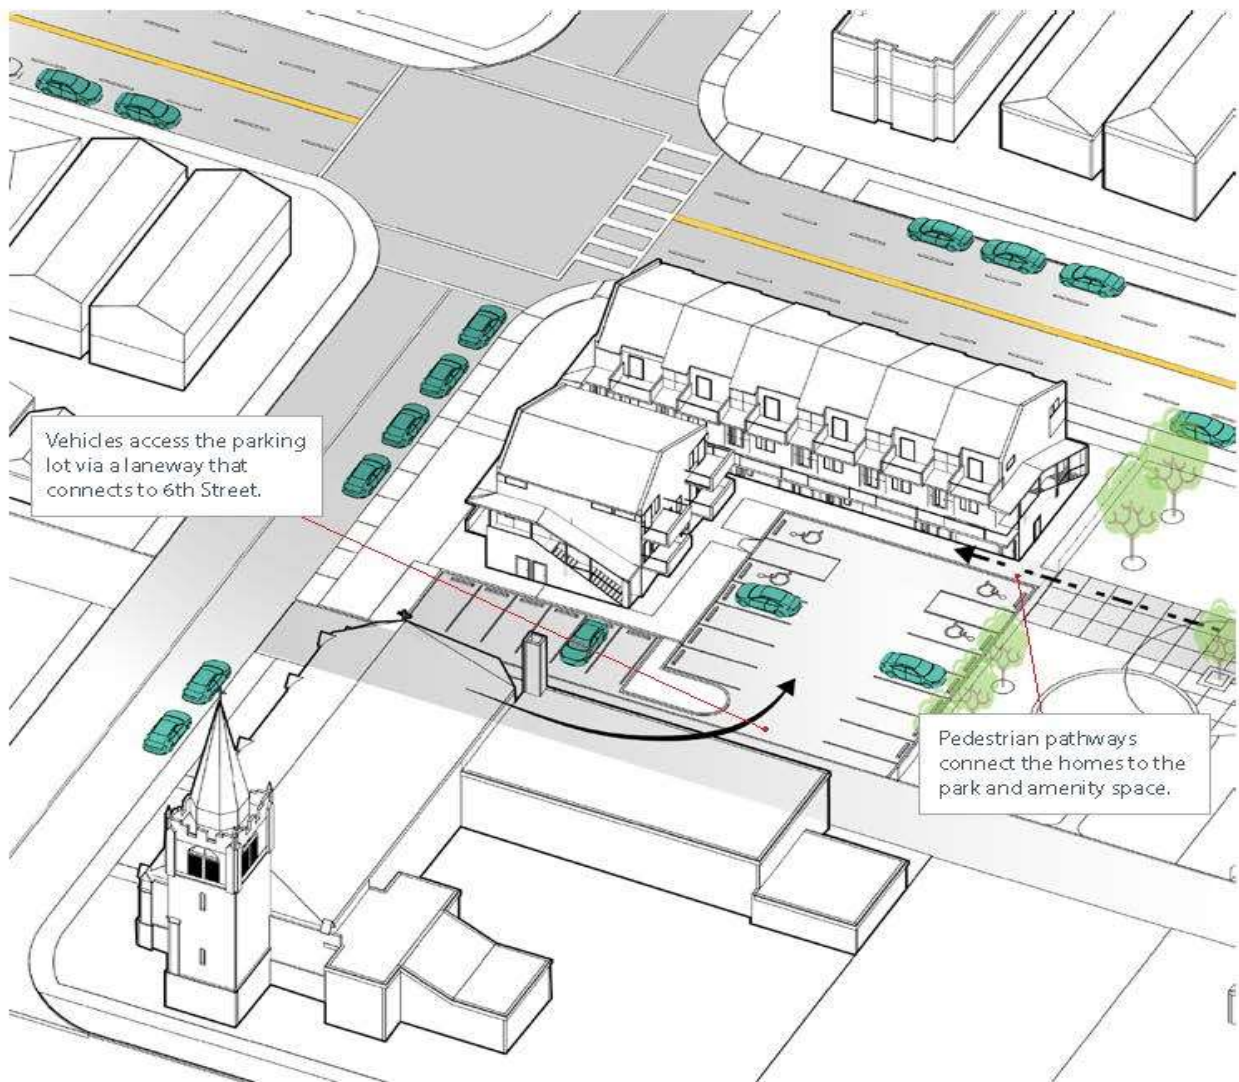 Vehicles access the parking
lot via a laneway that
connects to 6th Street.
Pedestrian pathways
connect the homes to the
park and amenity space.